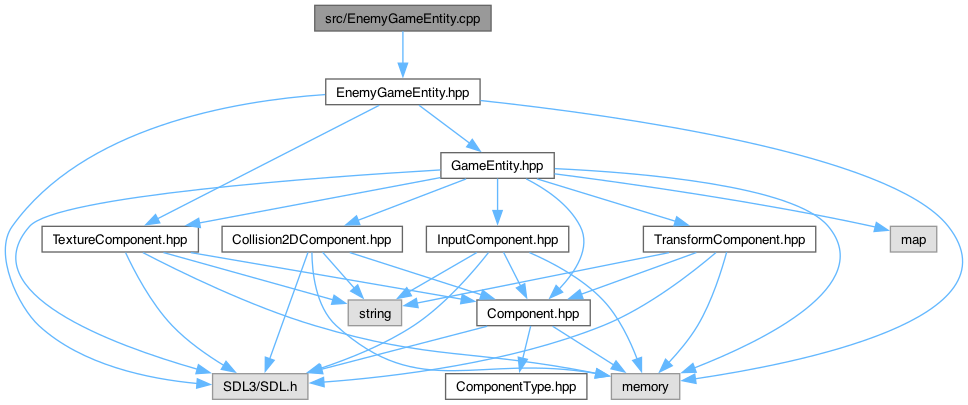 src/EnemyGameEntity.cpp
EnemyGameEntity.hpp
GameEntity.hpp
TextureComponent.hpp
Collision2DComponent.hpp
InputComponent.hpp
TransformComponent.hpp
map
string
Component.hpp
SDL3/SDL.h
ComponentType.hpp
memory